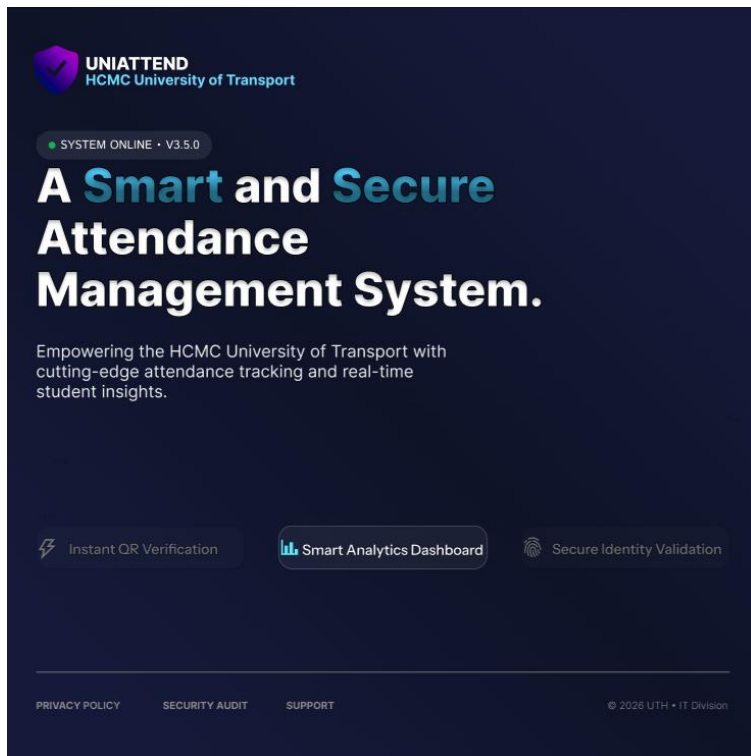 UNIATTEND
HCMC University of Transport
SYSTEM ONLINE • V3.5.0
A Smart and Secure
Attendance
Management System.
Empowering the HCMC University of Transport with
cutting-edge attendance tracking and real-time
student insights.
Instant QR Verification
Smart Analytics Dashboard
Secure Identity Validation
PRIVACY POLICY
SECURITY AUDIT
SUPPORT
© 2026 UTH • IT Division